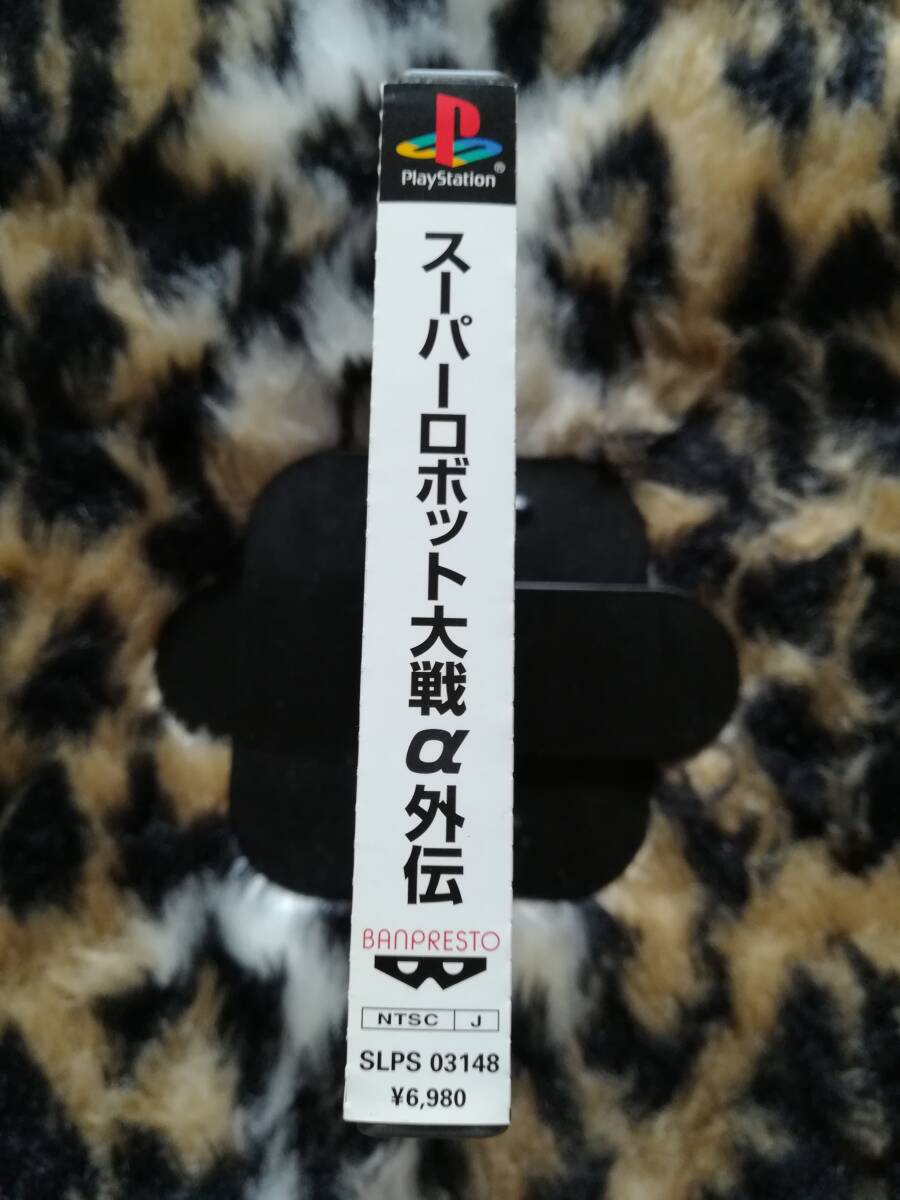 PlayStation®
スーパーロボット大戦α外伝
BANPRESTO
NTSC J
SLPS 03148
¥6,980